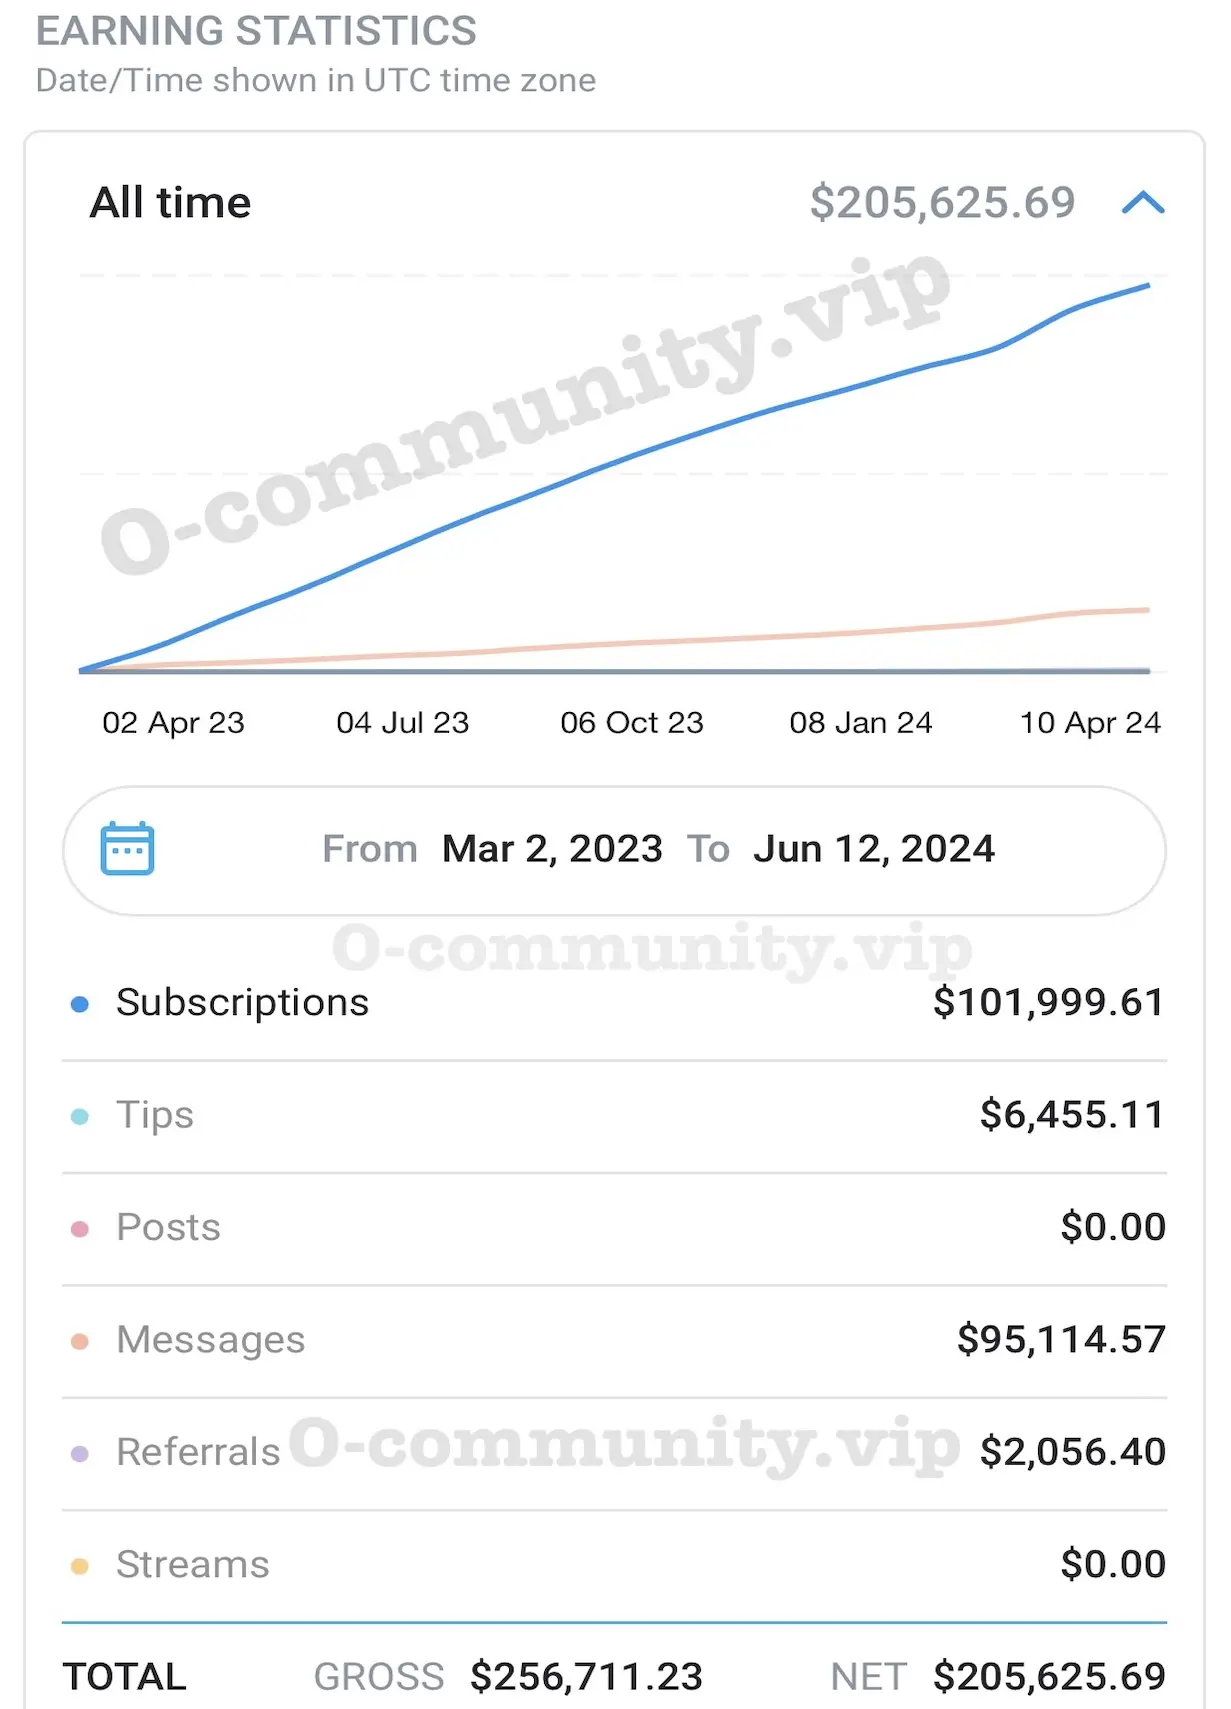 EARNING STATISTICS
Date/Time shown in UTC time zone
All time $205,625.69
O-community.vip
02 Apr 23 04 Jul 23 06 Oct 23 08 Jan 24 10 Apr 24
From Mar 2, 2023 To Jun 12, 2024
O-community.vip
Subscriptions $101,999.61
Tips $6,455.11
Posts $0.00
Messages $95,114.57
Referrals O-community.vip $2,056.40
Streams $0.00
TOTAL GROSS $256,711.23 NET $205,625.69